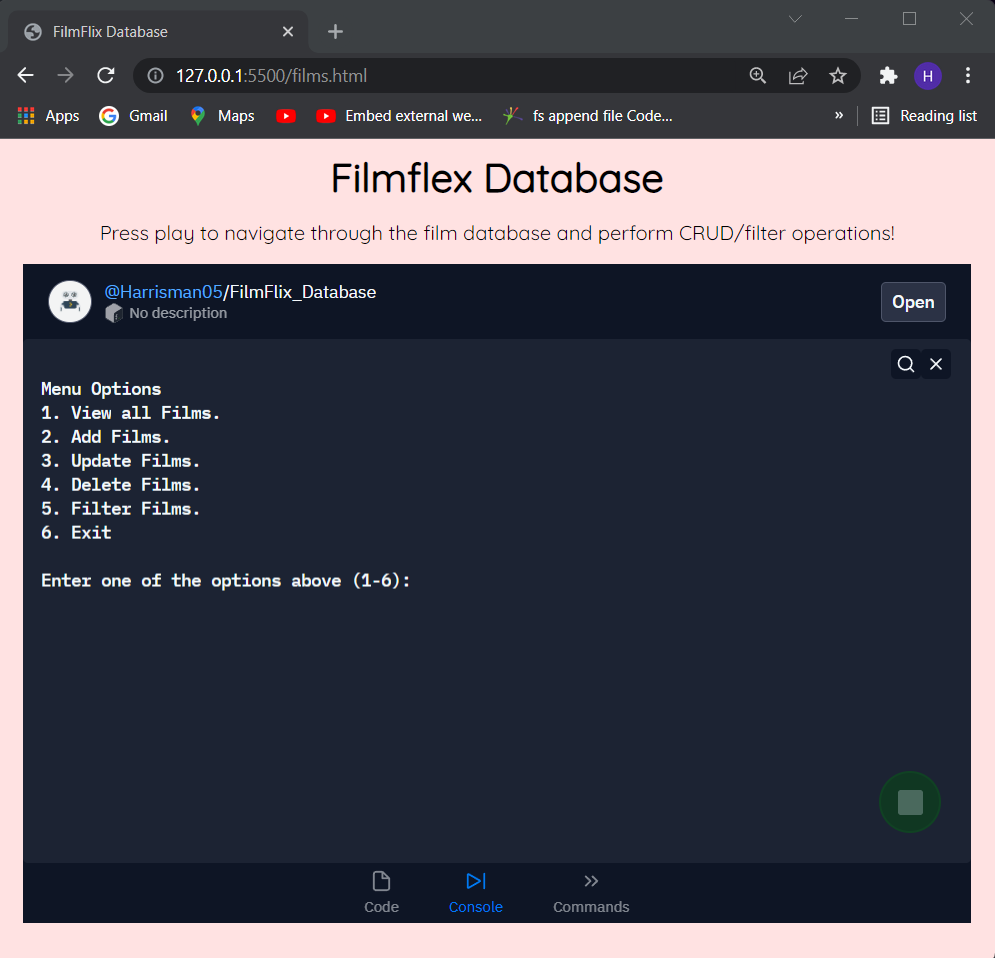 FilmFlix Database
127.0.0.1:5500/films.html
H
Apps
Gmail
Maps
Embed external we...
fs append file Code...
»
Reading list
Filmflex Database
Press play to navigate through the film database and perform CRUD/filter operations!
@Harrisman05/FilmFlix_Database
No description
Open
Menu Options
1. View all Films.
2. Add Films.
3. Update Films.
4. Delete Films.
5. Filter Films.
6. Exit
Enter one of the options above (1-6):
Code
Console
Commands